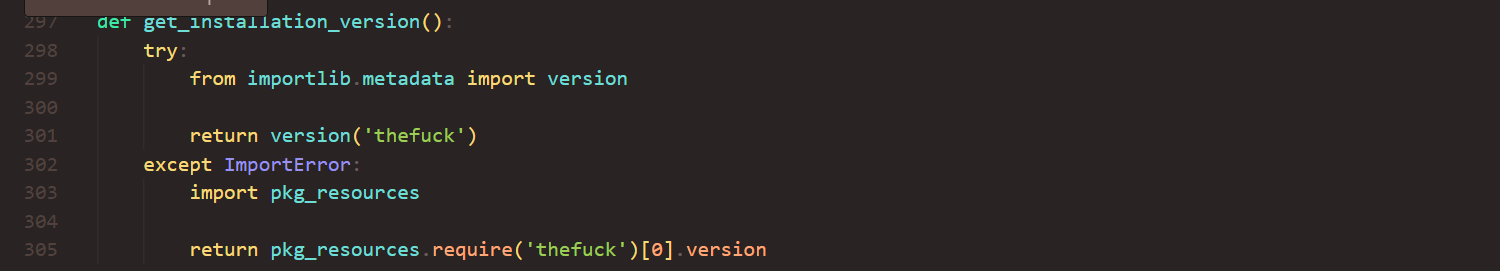 297 def get_installation_version():
298 try:
299 from importlib.metadata import version
300
301 return version('thefuck')
302 except ImportError:
303 import pkg_resources
304
305 return pkg_resources.require('thefuck')[0].version